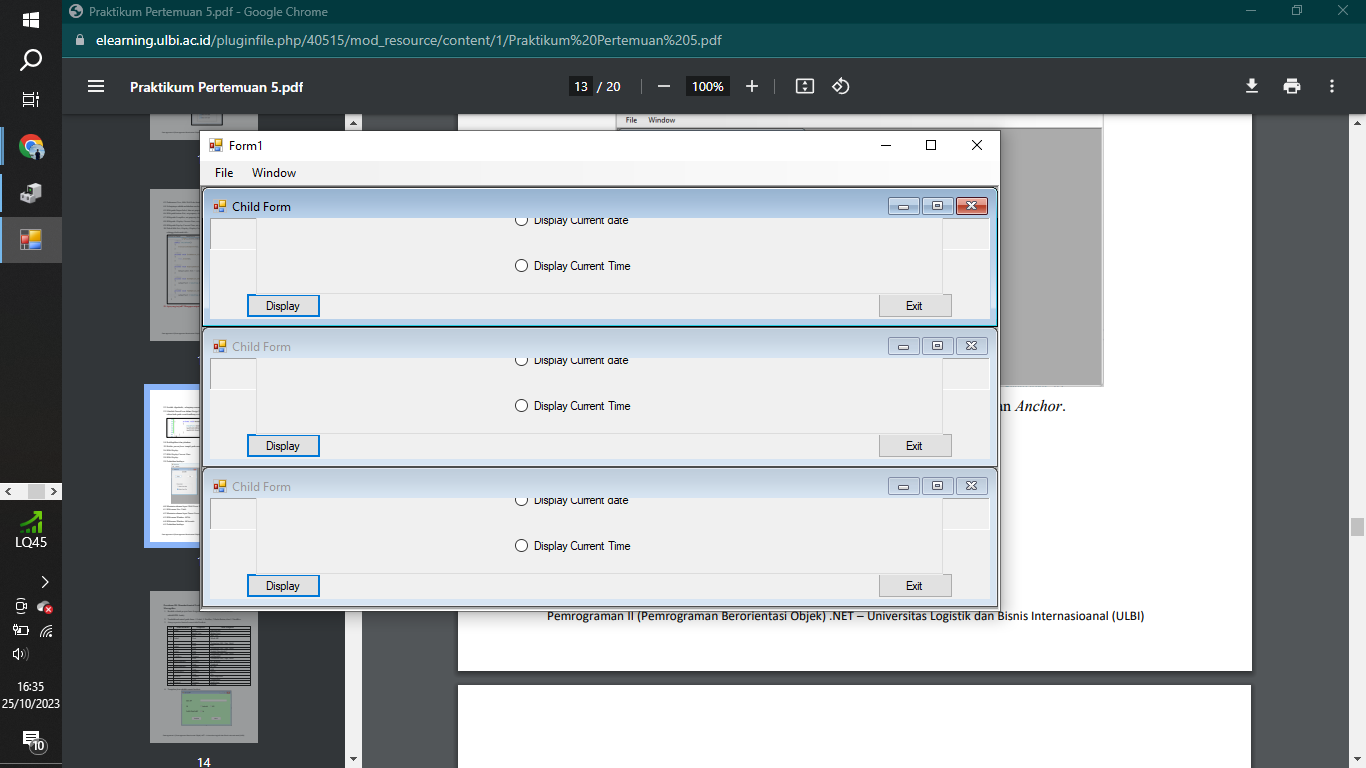 Praktikum Pertemuan 5.pdf - Google Chrome
elearning.ulbi.ac.id/pluginfile.php/40515/mod_resource/content/1/Praktikum%20Pertemuan%205.pdf
Praktikum Pertemuan 5.pdf
13 / 20
100%
File Window
Form1
File Window
Child Form
Display Current date
Display Current Time
Display Exit
Child Form
Display Current date
Display Current Time
Display Exit
Child Form
Display Current date
Display Current Time
Display Exit
Anchor.
Pemrograman II (Pemrograman Berorientasi Objek) .NET – Universitas Logistik dan Bisnis Internasioanal (ULBI)
14
LQ45
16:35
25/10/2023
10